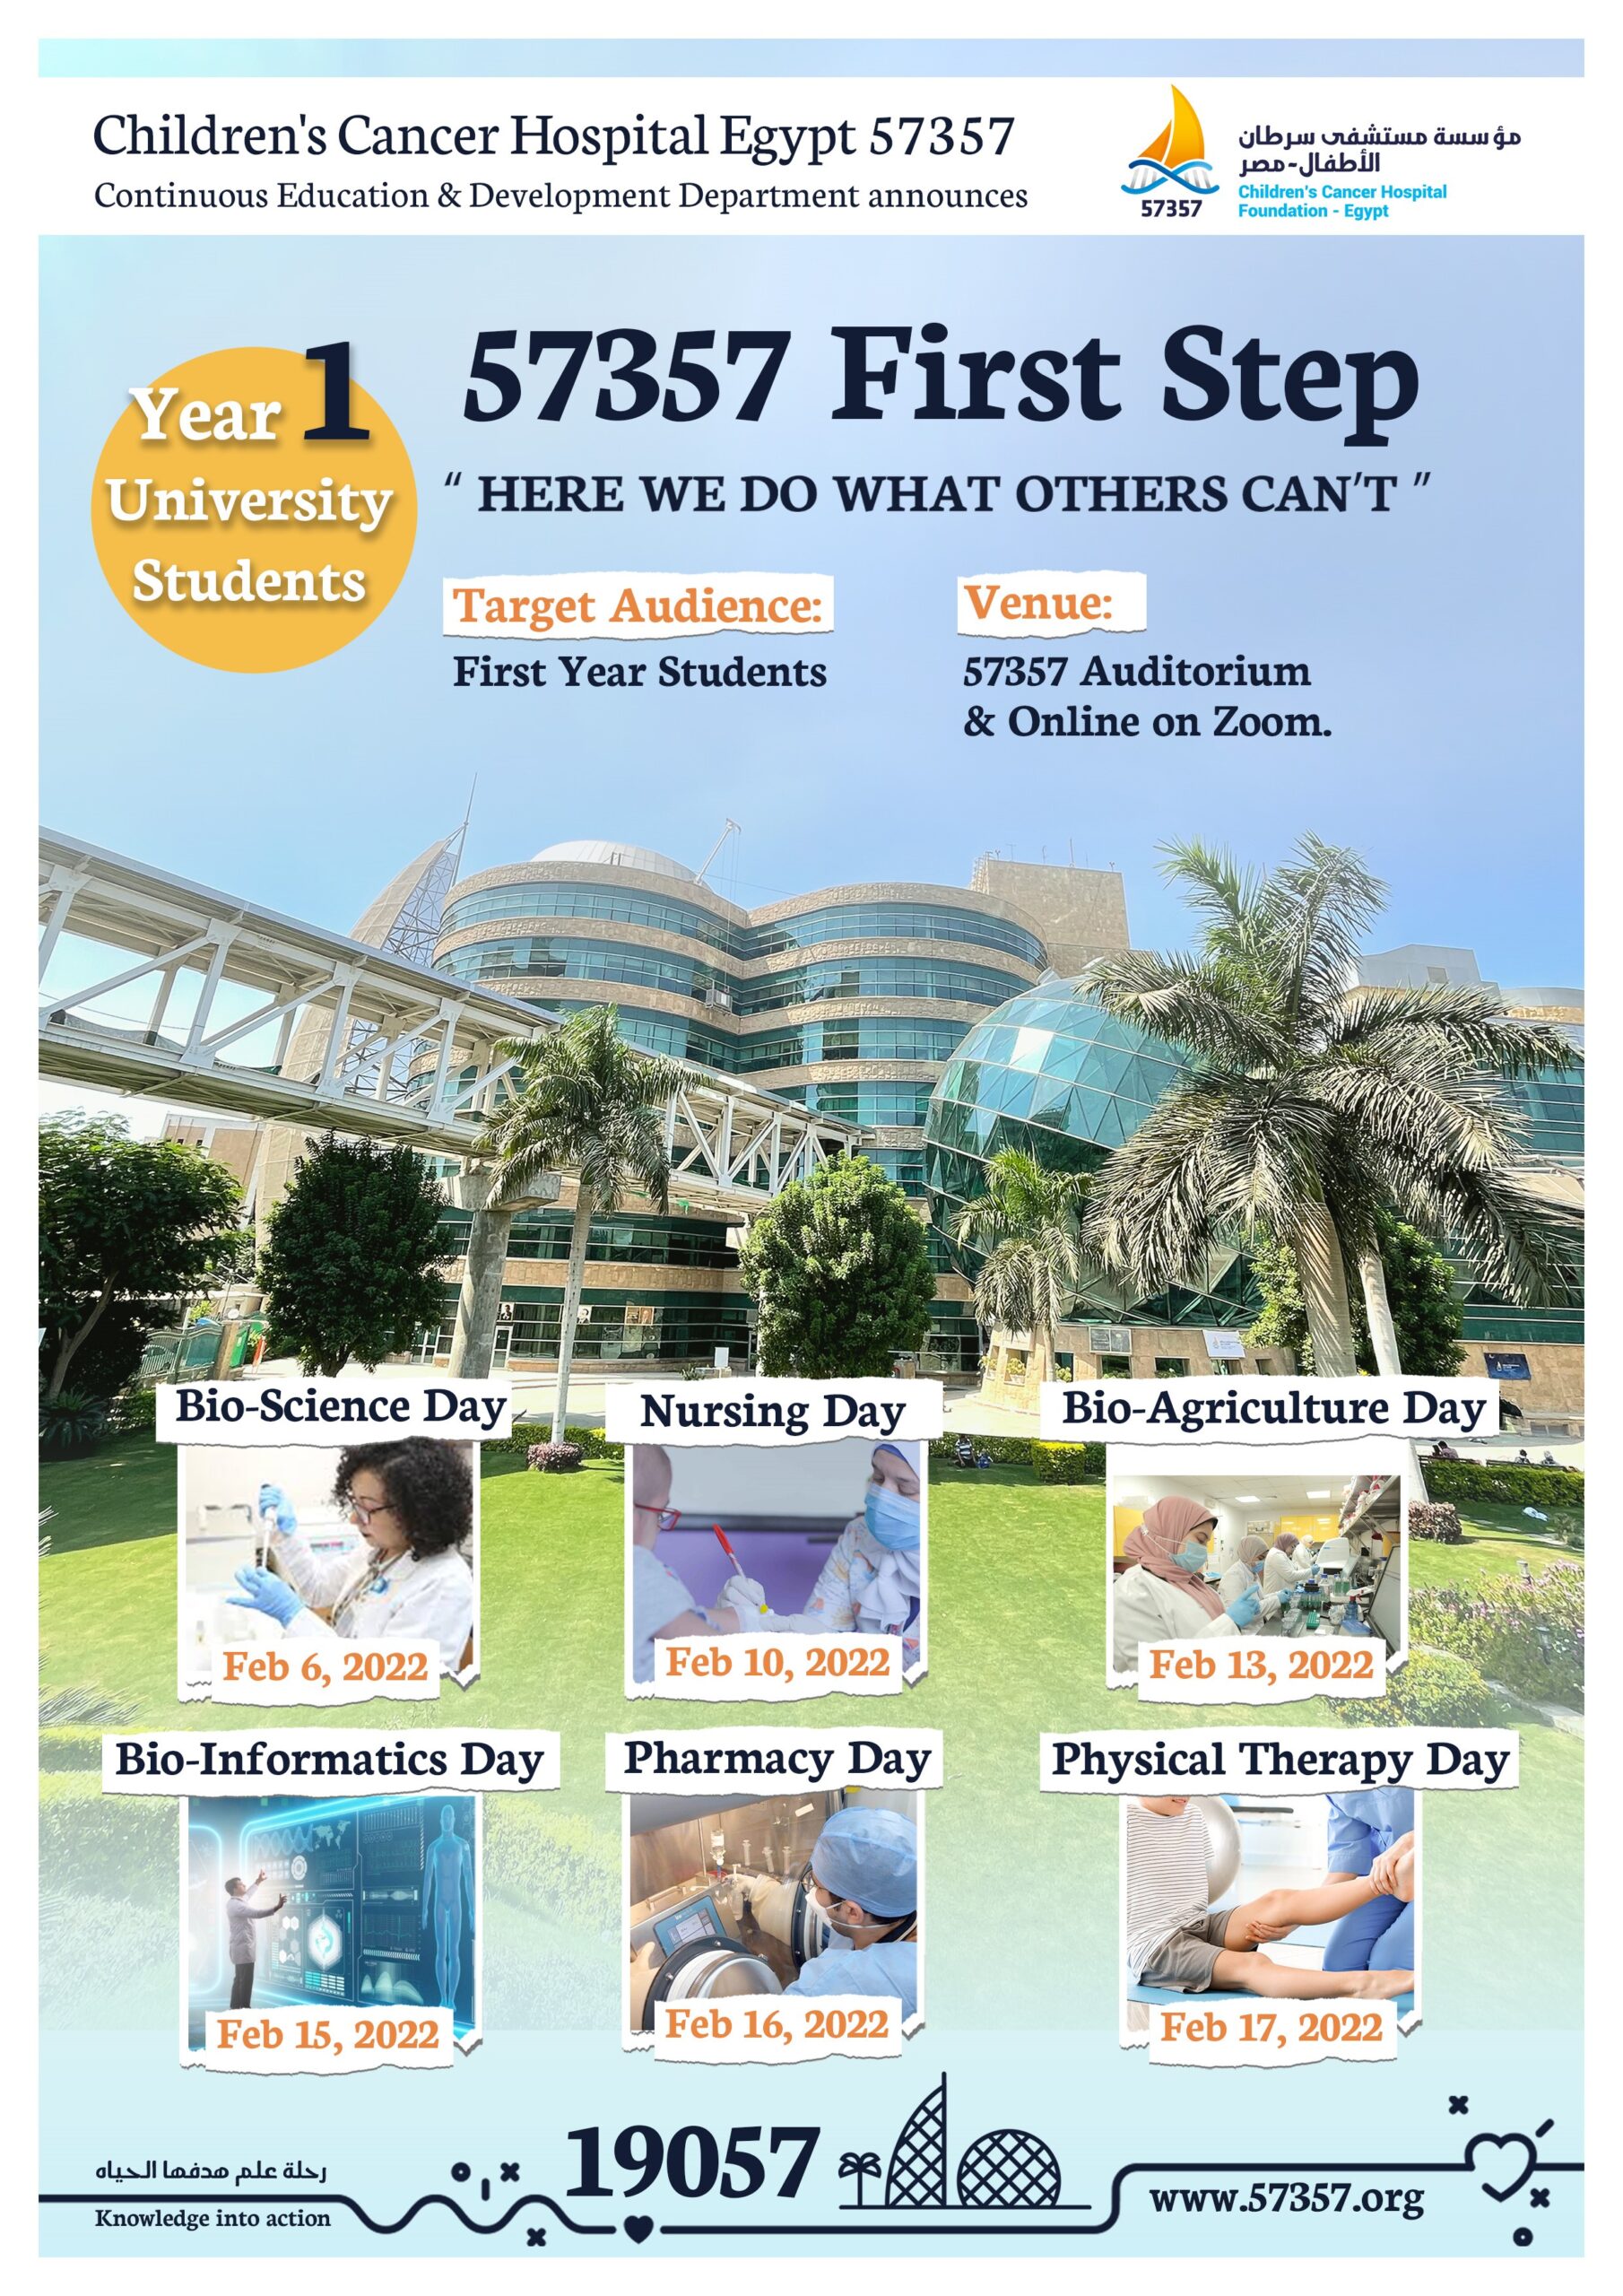 Children's Cancer Hospital Egypt 57357
Continuous Education & Development Department announces
57357
مؤسسة مستشفى سرطان
الأطفال-مصر
Children's Cancer Hospital
Foundation - Egypt
Year 1
University
Students
57357 First Step
“ HERE WE DO WHAT OTHERS CAN'T ”
Target Audience:
First Year Students
Venue:
57357 Auditorium
& Online on Zoom.
Bio-Science Day
Feb 6, 2022
Nursing Day
Feb 10, 2022
Bio-Agriculture Day
Feb 13, 2022
Bio-Informatics Day
Feb 15, 2022
Pharmacy Day
Feb 16, 2022
Physical Therapy Day
Feb 17, 2022
رحلة علم هدفها الحياه
Knowledge into action
19057
www.57357.org